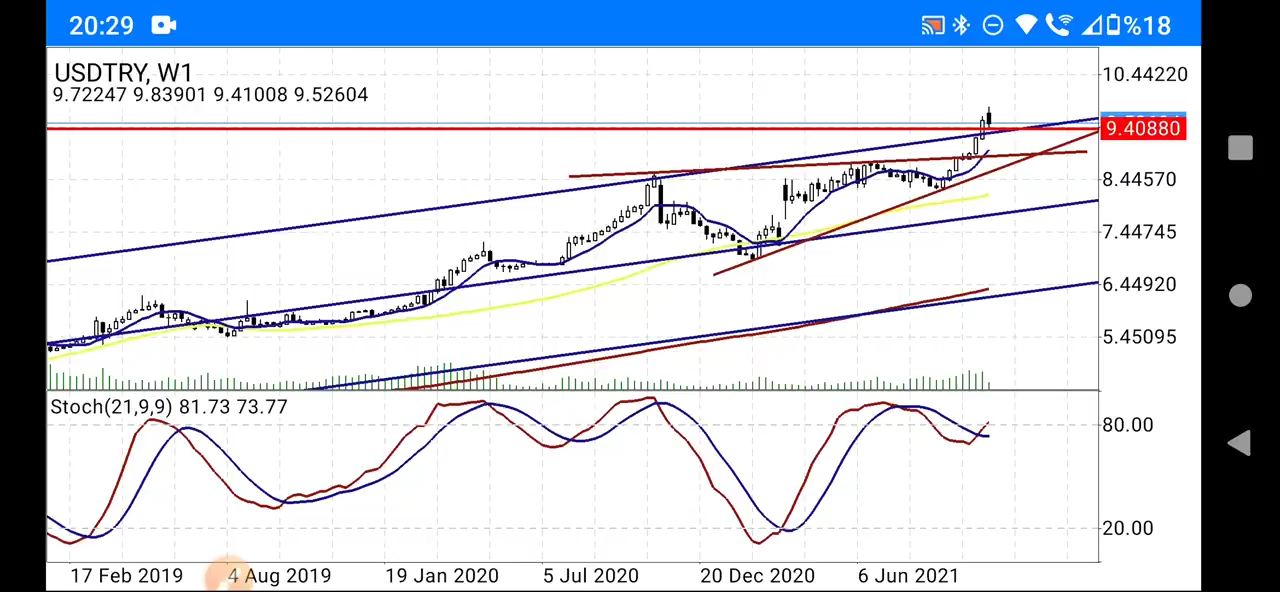 20:29
%18
USDTRY, W1
9.72247 9.83901 9.41008 9.52604
10.44220
9.40880
8.44570
7.44745
6.44920
5.45095
Stoch(21,9,9) 81.73 73.77
80.00
20.00
17 Feb 2019
4 Aug 2019
19 Jan 2020
5 Jul 2020
20 Dec 2020
6 Jun 2021